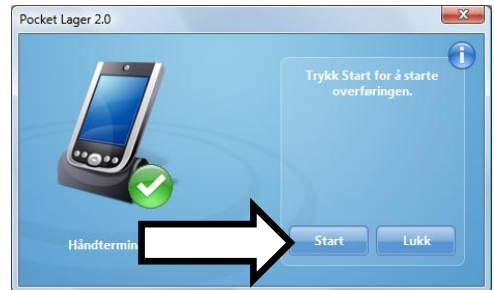 Pocket Lager 2.0
Trykk Start for å starte
overføringen.
Start
Lukk